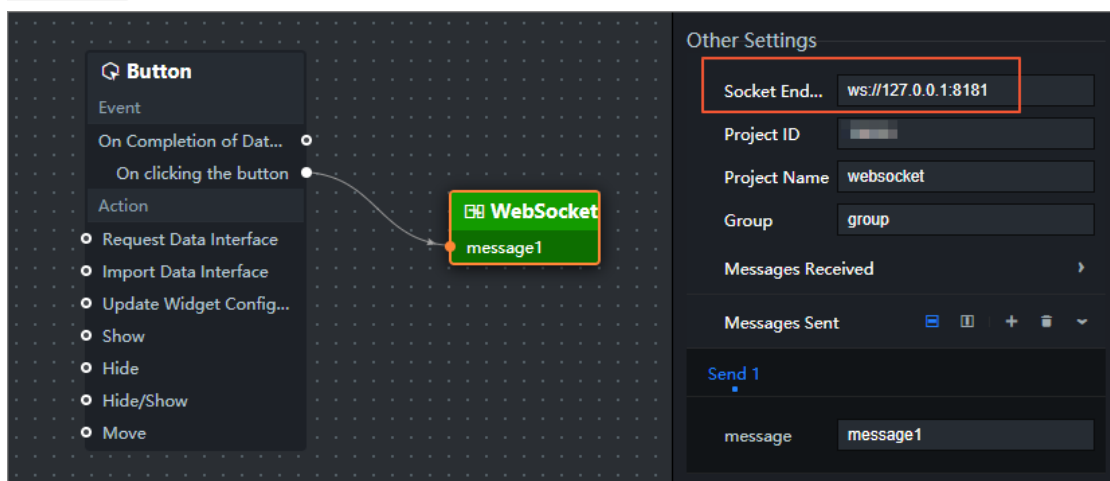 Button
Event
On Completion of Dat...
On clicking the button
Action
Request Data Interface
Import Data Interface
Update Widget Config...
Show
Hide
Hide/Show
Move
WebSocket
message1
Other Settings
Socket End... ws://127.0.0.1:8181
Project ID
Project Name websocket
Group group
Messages Received
Messages Sent
Send 1
message message1